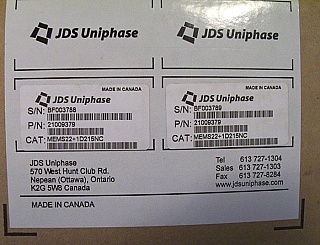 JDS Uniphase
JDS Uniphase
JDS Uniphase
MADE IN CANADA
S/N: BF003788
P/N: 21009379
CAT: MEMS22+1D215NC
JDS Uniphase
MADE IN CANADA
S/N: BF003789
P/N: 21009379
CAT: MEMS22+1D215NC
JDS Uniphase
570 West Hunt Club Rd.
Nepean (Ottawa), Ontario
K2G 5W8 Canada
Tel 613 727-1304
Sales 613 727-1303
Fax 613 727-8284
www.jdsuniphase.com
MADE IN CANADA